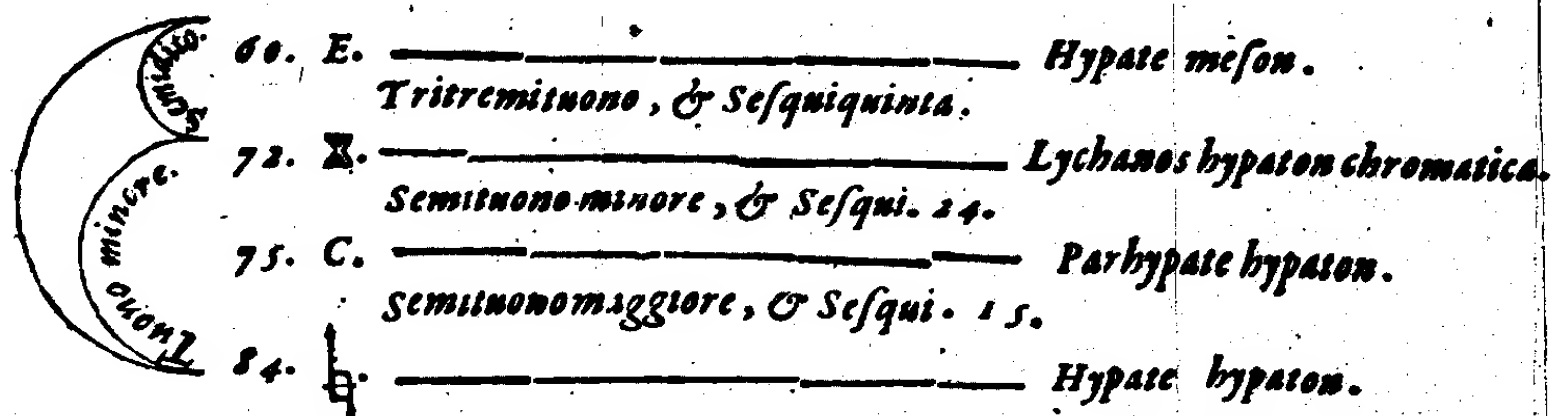 Semidito.
60. E. Hypate meſon.
Tritremituono, & Seſquiquinta.
72. Lychanos hypaton chromatica.
Semituono minore, & Seſqui. 24.
Tuono minore.
75. C. Parhypate hypaton.
Semituono maggiore, & Seſqui. 15.
84. ♮. Hypate hypaton.